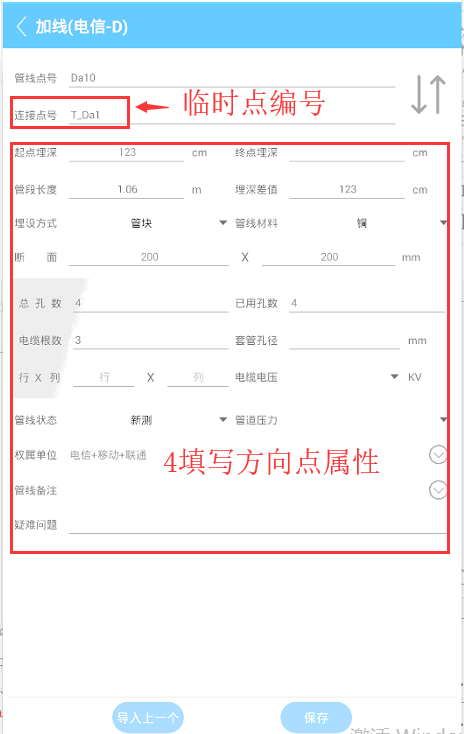 加线(电信-D)
管线点号 Da10
连接点号 T_Da1 临时点编号
起点埋深 123 cm 终点埋深 cm
管段长度 1.06 m 埋深差值 123 cm
埋设方式 管块 管线材料 铜
断 面 200 X 200 mm
总 孔 数 4 已用孔数 4
电缆根数 3 套管孔径 mm
行 X 列 行 X 列 电缆电压 KV
管线状态 新测 管道压力
权属单位 电信+移动+联通
4填写方向点属性
管线备注
疑难问题
导入上一个 保存